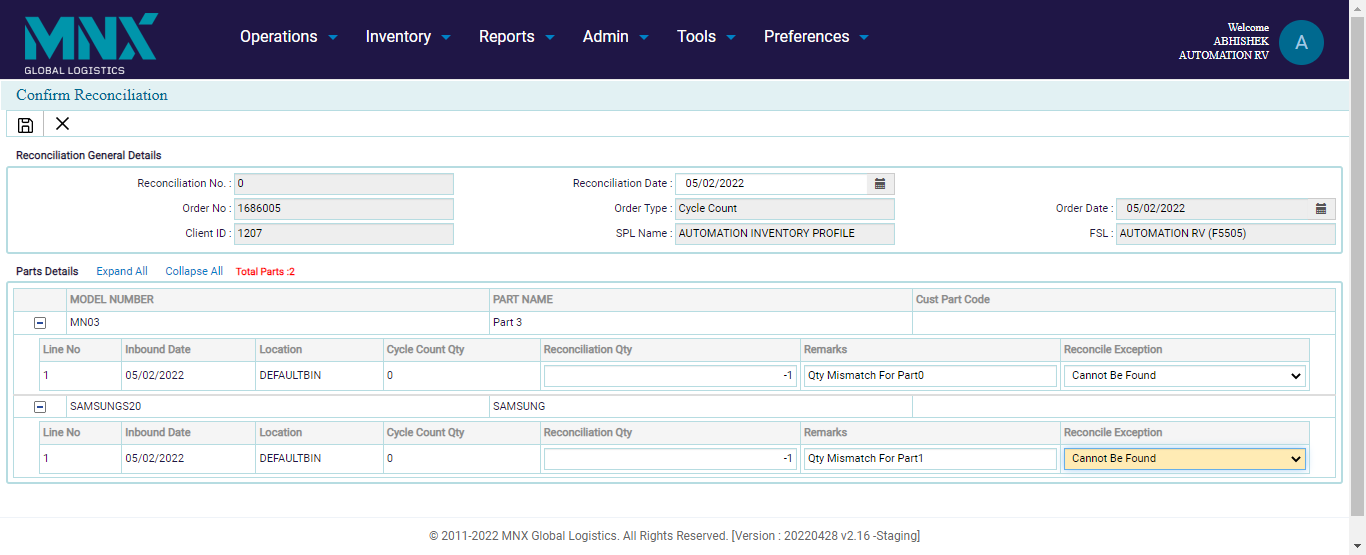 MNX
GLOBAL LOGISTICS
Operations Inventory Reports Admin Tools Preferences
Welcome
ABHISHEK
AUTOMATION RV
A
Confirm Reconciliation
Reconciliation General Details
Reconciliation No. : 0 Reconciliation Date : 05/02/2022
Order No : 1686005 Order Type : Cycle Count Order Date : 05/02/2022
Client ID : 1207 SPL Name : AUTOMATION INVENTORY PROFILE FSL : AUTOMATION RV (F5505)
Parts Details Expand All Collapse All Total Parts :2
MODEL NUMBER PART NAME Cust Part Code
MN03 Part 3
Line No Inbound Date Location Cycle Count Qty Reconciliation Qty Remarks Reconcile Exception
1 05/02/2022 DEFAULTBIN 0 -1 Qty Mismatch For Part0 Cannot Be Found
SAMSUNGS20 SAMSUNG
Line No Inbound Date Location Cycle Count Qty Reconciliation Qty Remarks Reconcile Exception
1 05/02/2022 DEFAULTBIN 0 -1 Qty Mismatch For Part1 Cannot Be Found
© 2011-2022 MNX Global Logistics. All Rights Reserved. [Version : 20220428 v2.16 -Staging]